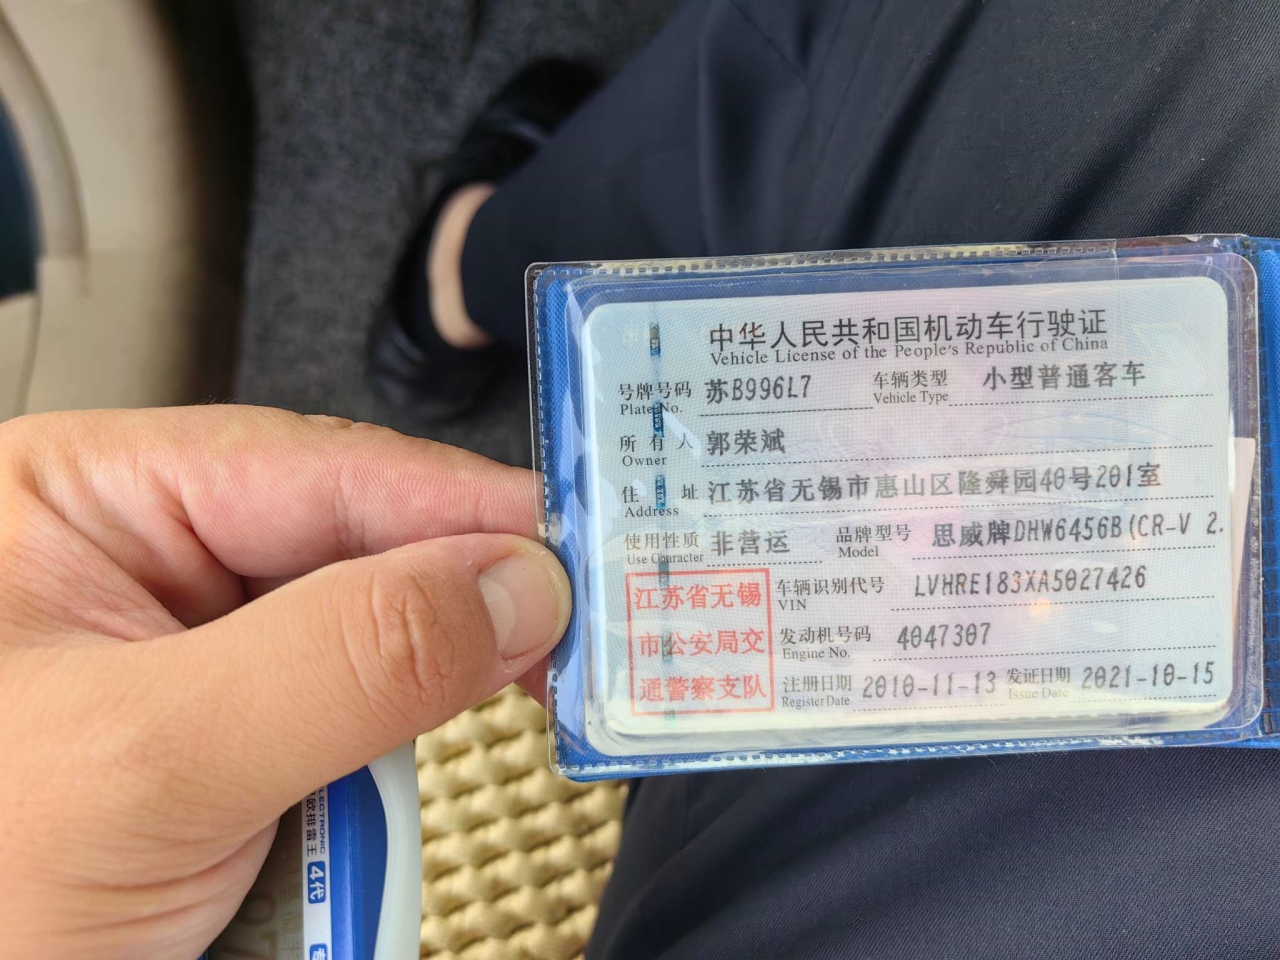 中华人民共和国机动车行驶证
Vehicle License of the People's Republic of China
号牌号码 苏B996L7 车辆类型 小型普通客车
Plate No. Vehicle Type
所有人 郭荣斌
Owner
住址 江苏省无锡市惠山区隆舜园40号201室
Address
使用性质 非营运 品牌型号 思威牌DHW6456B(CR-V 2.
Use Character Model
江苏省无锡
市公安局交
通警察支队
车辆识别代号 LVHRE183XA5027426
VIN
发动机号码 4047307
Engine No.
注册日期 2010-11-13 发证日期 2021-10-15
Register Date Issue Date
ELECTRONIC
欧排雷王
4代